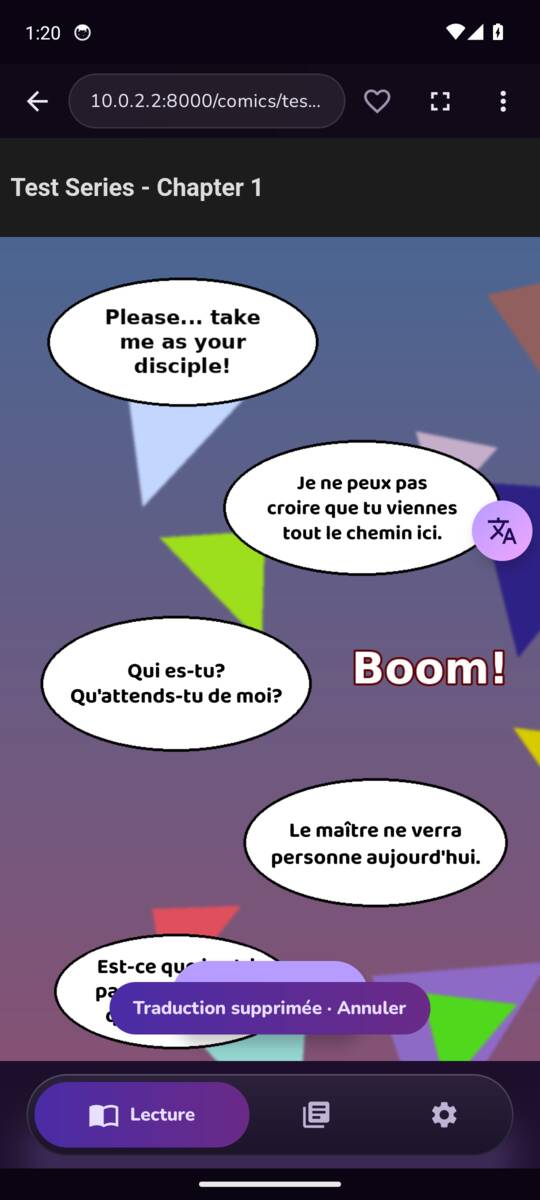 1:20
10.0.2.2:8000/comics/tes...
Test Series - Chapter 1
Please... take
me as your
disciple!
Je ne peux pas
croire que tu viennes
tout le chemin ici.
Qui es-tu?
Qu'attends-tu de moi?
Boom!
Le maître ne verra
personne aujourd'hui.
Est-ce que
Traduction supprimée · Annuler
Lecture